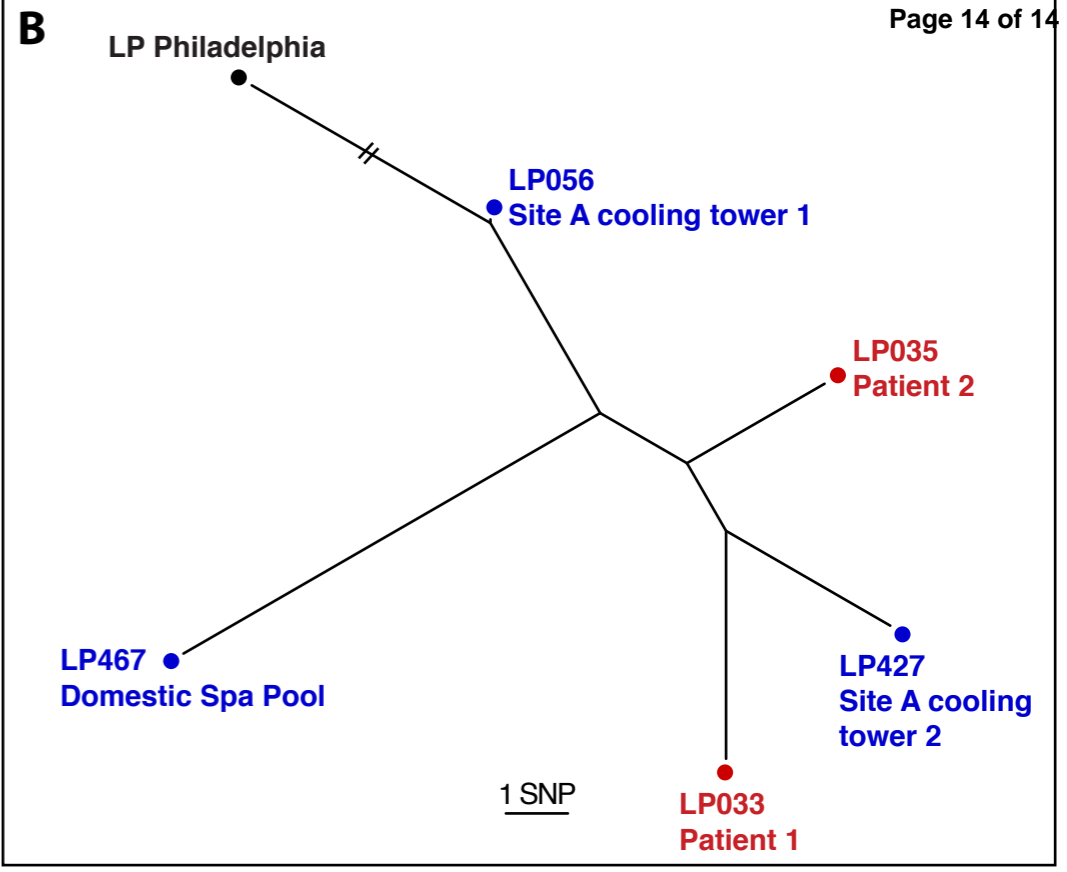 B
Page 14 of 14
LP Philadelphia
LP056
Site A cooling tower 1
LP035
Patient 2
LP467
Domestic Spa Pool
LP427
Site A cooling
tower 2
1 SNP
LP033
Patient 1